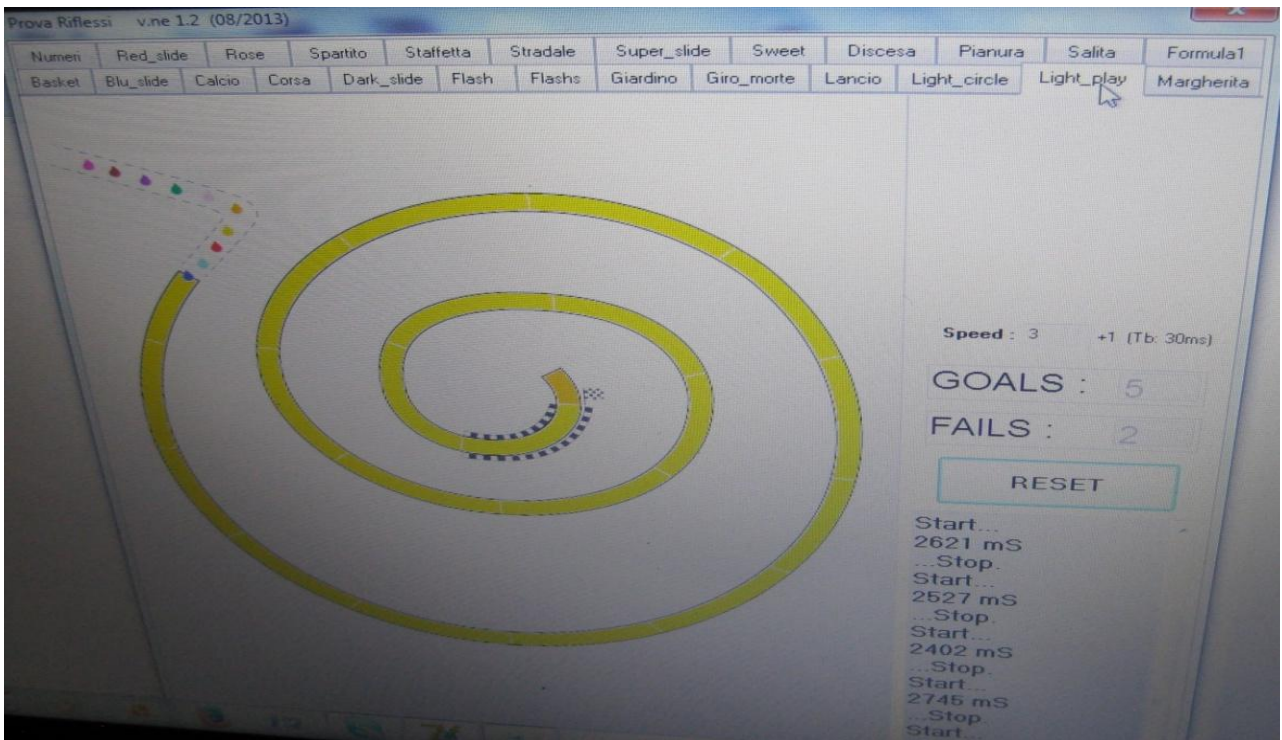 Prova Riflessi v.ne 1.2 (08/2013)
Numeri Red_slide Rose Spartito Staffetta Stradale Super_slide Sweet Discesa Pianura Salita Formula1
Basket Blu_slide Calcio Corsa Dark_slide Flash Flashs Giardino Giro_morte Lancio Light_circle Light_play Margherita
Speed : 3 +1 (Tb: 30ms)
GOALS : 5
FAILS : 2
RESET
Start...
2621 mS
...Stop.
Start...
2527 mS
...Stop.
Start...
2402 mS
...Stop.
Start...
2745 mS
...Stop.
Start...